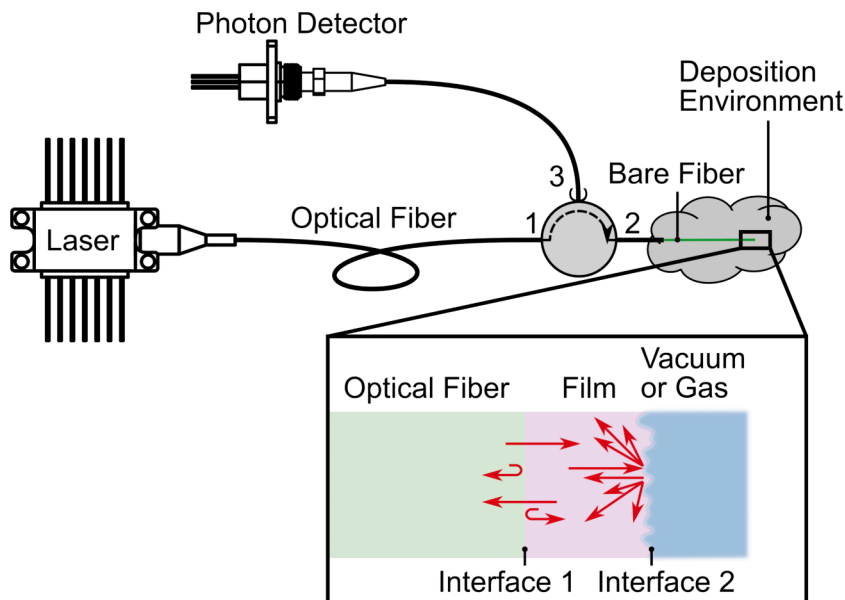 Photon Detector
Deposition
Environment
3
Bare Fiber
Optical Fiber
1
2
Laser
Vacuum
or Gas
Optical Fiber
Film
Interface 1
Interface 2